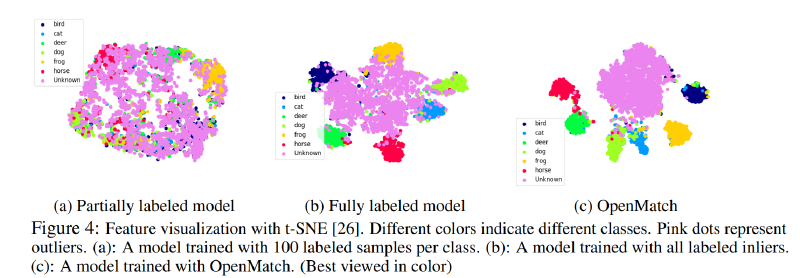 bird
cat
deer
dog
frog
horse
Unknown
bird
cat
deer
dog
frog
horse
Unknown
bird
cat
deer
dog
frog
horse
Unknown
(a) Partially labeled model
(b) Fully labeled model
(c) OpenMatch
Figure 4: Feature visualization with t-SNE [26]. Different colors indicate different classes. Pink dots represent
outliers. (a): A model trained with 100 labeled samples per class. (b): A model trained with all labeled inliers.
(c): A model trained with OpenMatch. (Best viewed in color)